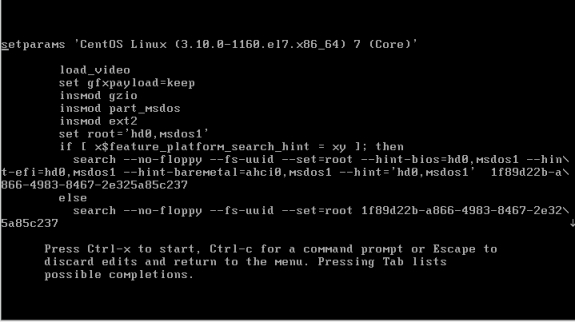 setparams 'CentOS Linux (3.10.0-1160.el7.x86_64) 7 (Core)'
load_video
set gfxpayload=keep
insmod gzio
insmod part_msdos
insmod ext2
set root='hd0,msdos1'
if [ x$feature_platform_search_hint = xy ]; then
search --no-floppy --fs-uuid --set=root --hint-bios=hd0,msdos1 --hin\
t-efi=hd0,msdos1 --hint-baremetal=ahci0,msdos1 --hint='hd0,msdos1'  1f89d22b-a\
866-4983-8467-2e325a85c237
else
search --no-floppy --fs-uuid --set=root 1f89d22b-a866-4983-8467-2e32\
5a85c237 ↓
Press Ctrl-x to start, Ctrl-c for a command prompt or Escape to
discard edits and return to the menu. Pressing Tab lists
possible completions.